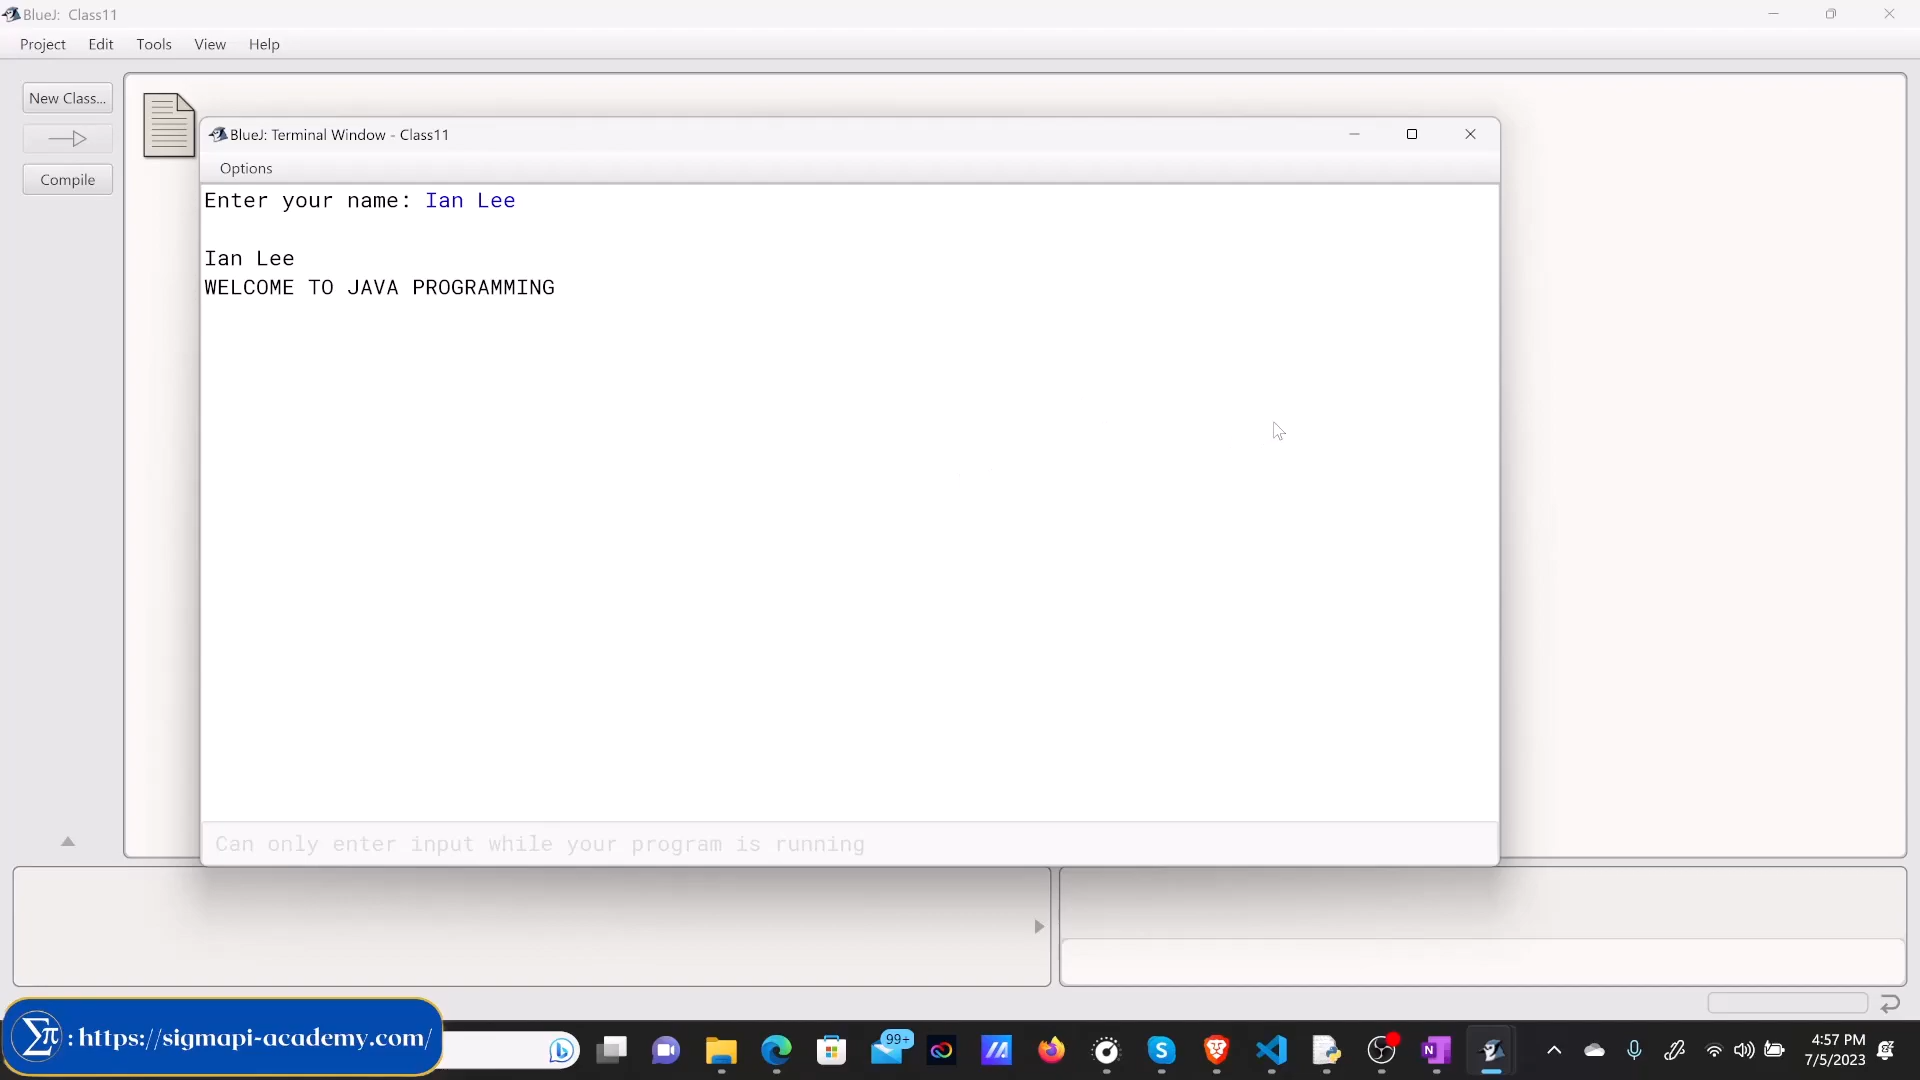 BlueJ: Class11
Project Edit Tools View Help
New Class...
Compile
BlueJ: Terminal Window - Class11
Options
Enter your name: Ian Lee
Ian Lee
WELCOME TO JAVA PROGRAMMING
Can only enter input while your program is running
Σπ : https://sigmapi-academy.com/
99+
4:57 PM
7/5/2023